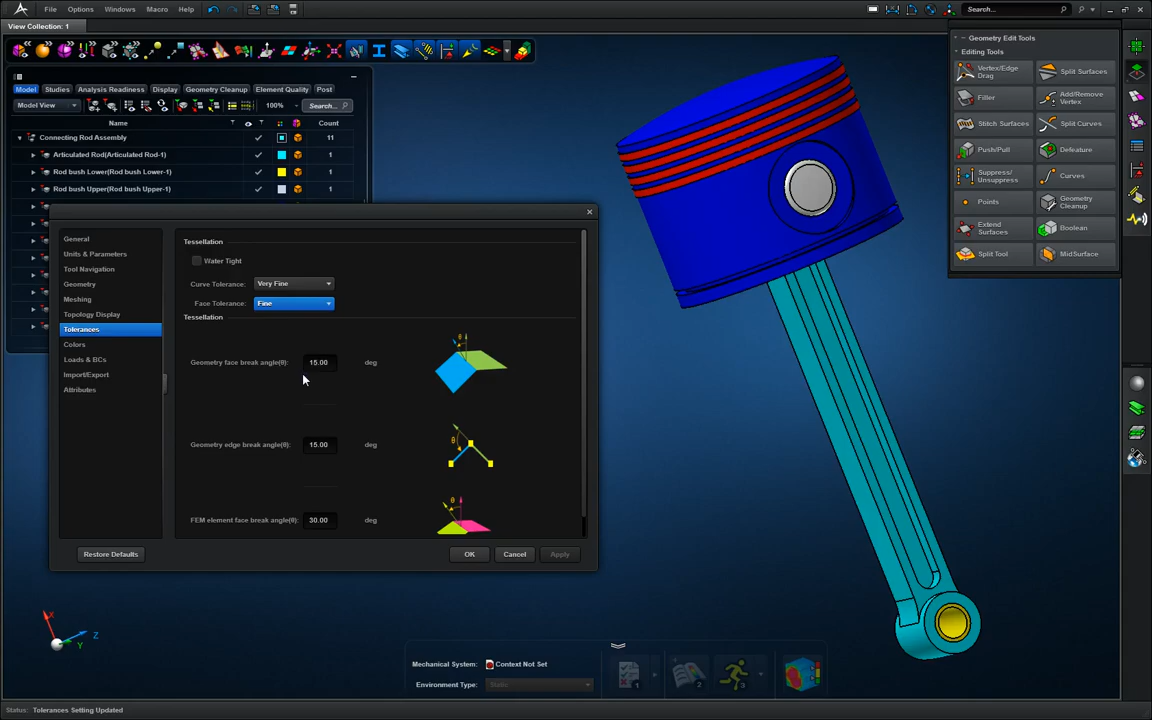 File Options Windows Macro Help
Search...
View Collection: 1
Geometry Edit Tools
Editing Tools
Vertex/Edge Drag
Split Surfaces
Filler
Add/Remove Vertex
Stitch Surfaces
Split Curves
Push/Pull
Defeature
Suppress/ Unsuppress
Curves
Points
Geometry Cleanup
Extend Surfaces
Boolean
Split Tool
MidSurface
Model Studies Analysis Readiness Display Geometry Cleanup Element Quality Post
Model View 100% Search...
Name Count
Connecting Rod Assembly 11
Articulated Rod(Articulated Rod-1) 1
Rod bush Lower(Rod bush Lower-1) 1
Rod bush Upper(Rod bush Upper-1) 1
General
Units & Parameters
Tool Navigation
Geometry
Meshing
Topology Display
Tolerances
Colors
Loads & BCs
Import/Export
Attributes
Tessellation
Water Tight
Curve Tolerance: Very Fine
Face Tolerance: Fine
Tessellation
Geometry face break angle(θ): 15.00 deg
θ
Geometry edge break angle(θ): 15.00 deg
θ
FEM element face break angle(θ): 30.00 deg
θ
Restore Defaults OK Cancel Apply
X
Z
Y
Mechanical System: Context Not Set
Environment Type: Static
1
2
3
Status: Tolerances Setting Updated